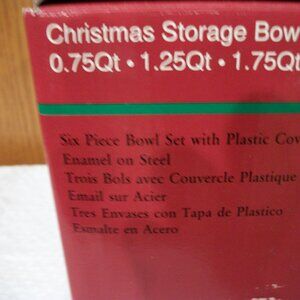 Christmas Storage Bow
0.75Qt • 1.25Qt • 1.75Qt
Six Piece Bowl Set with Plastic Cov
Enamel on Steel
Trois Bols avec Couvercle Plastique
Email sur Acier
Tres Envases con Tapa de Plastico
Esmalte en Acero